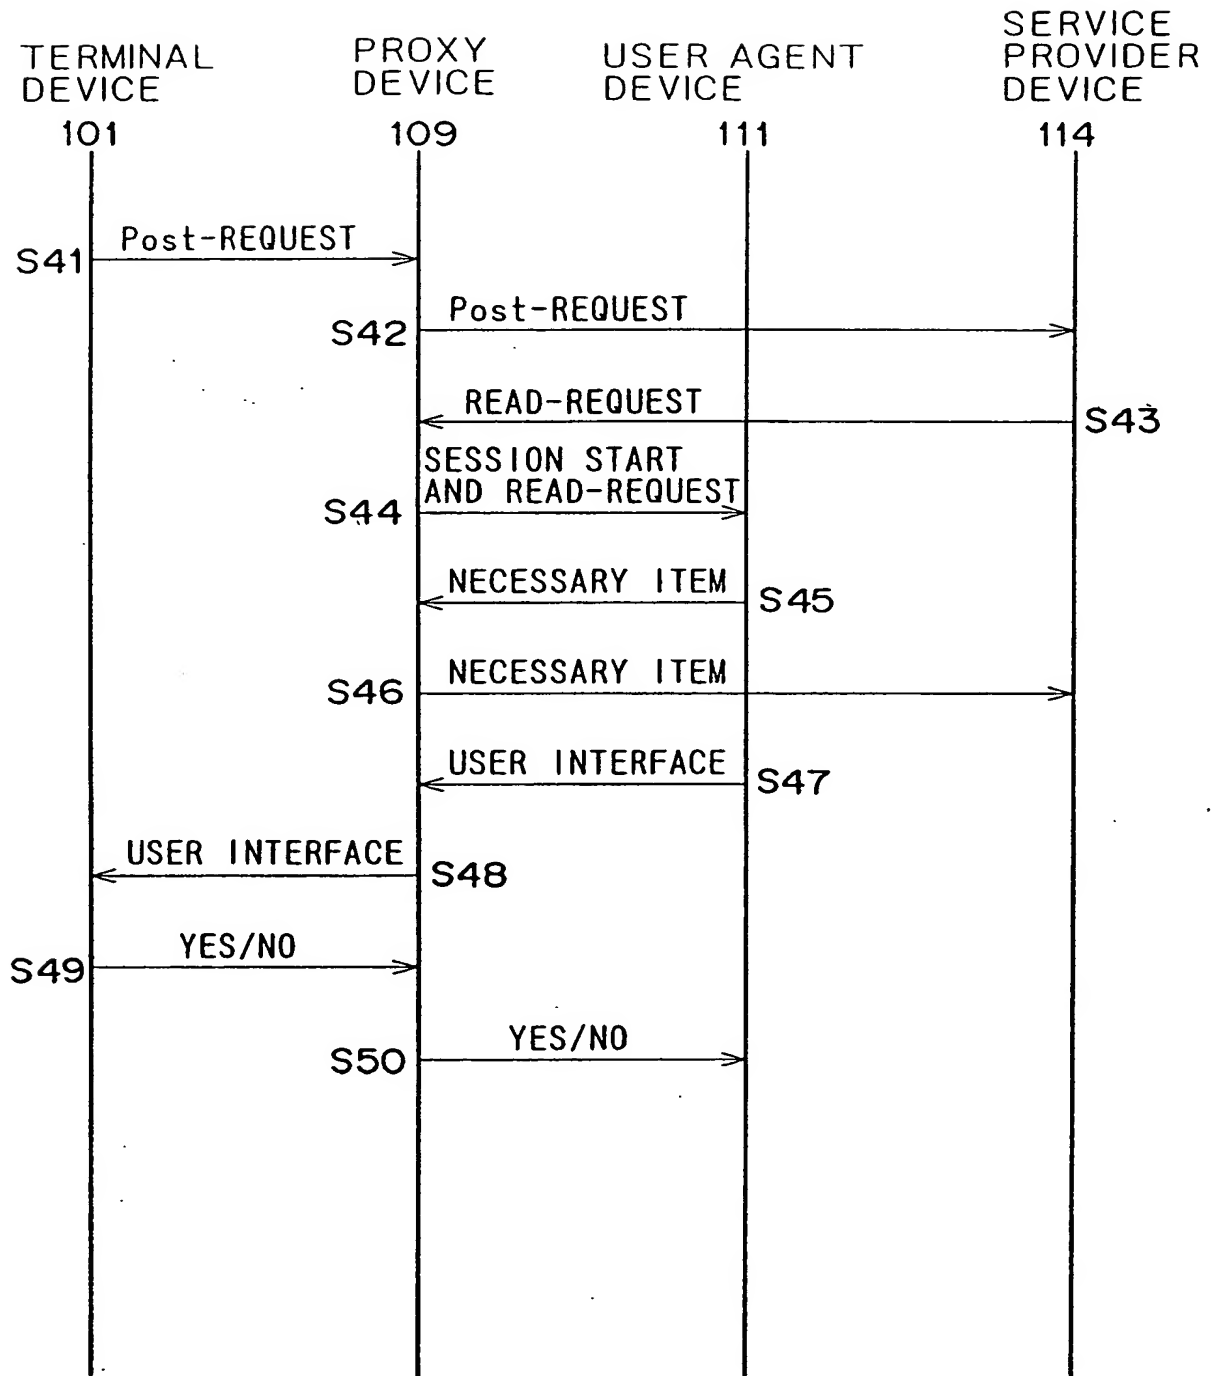 TERMINAL
DEVICE
101
PROXY
DEVICE
109
USER AGENT
DEVICE
111
SERVICE
PROVIDER
DEVICE
114
S41
Post-REQUEST
S42
Post-REQUEST
READ-REQUEST
S43
SESSION START
AND READ-REQUEST
S44
NECESSARY ITEM
S45
NECESSARY ITEM
S46
USER INTERFACE
S47
USER INTERFACE
S48
YES/NO
S49
YES/NO
S50